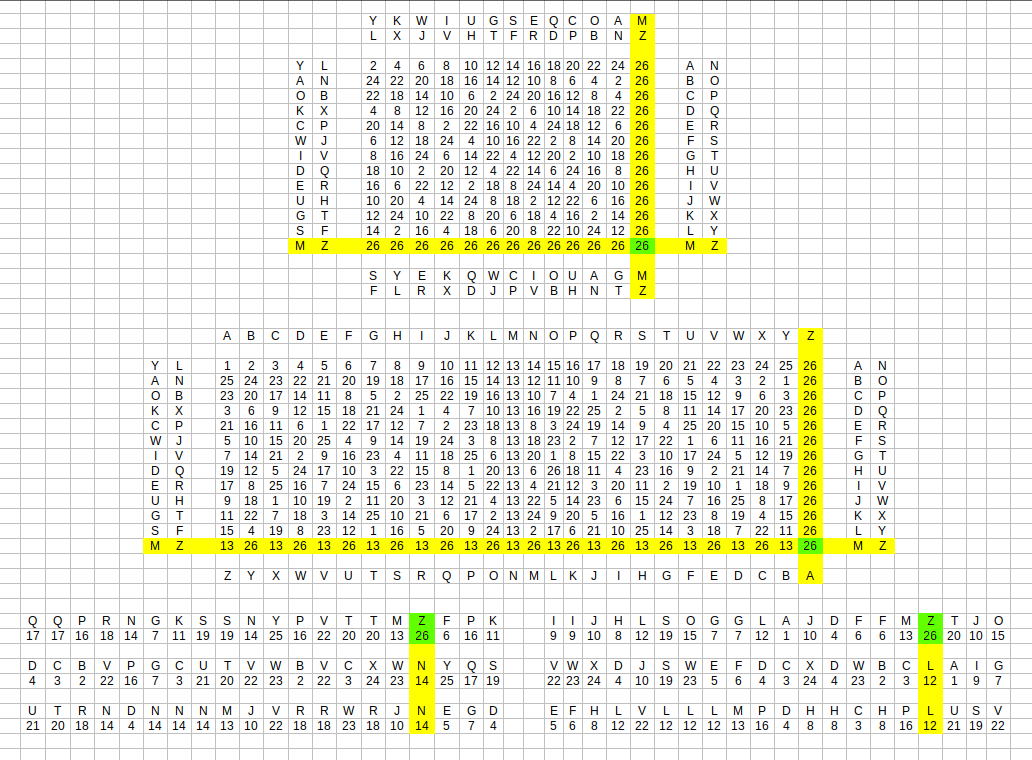 Y K W I U G S E Q C O A M
L X J V H T F R D P B N Z
Y L 2 4 6 8 10 12 14 16 18 20 22 24 26 A N
A N 24 22 20 18 16 14 12 10 8 6 4 2 26 B O
O B 22 18 14 10 6 2 24 20 16 12 8 4 26 C P
K X 4 8 12 16 20 24 2 6 10 14 18 22 26 D Q
C P 20 14 8 2 22 16 10 4 24 18 12 6 26 E R
W J 6 12 18 24 4 10 16 22 2 8 14 20 26 F S
I V 8 16 24 6 14 22 4 12 20 2 10 18 26 G T
D Q 18 10 2 20 12 4 22 14 6 24 16 8 26 H U
E R 16 6 22 12 2 18 8 24 14 4 20 10 26 I V
U H 10 20 4 14 24 8 18 2 12 22 6 16 26 J W
G T 12 24 10 22 8 20 6 18 4 16 2 14 26 K X
S F 14 2 16 4 18 6 20 8 22 10 24 12 26 L Y
M Z 26 26 26 26 26 26 26 26 26 26 26 26 26 M Z
S Y E K Q W C I O U A G M
F L R X D J P V B H N T Z
A B C D E F G H I J K L M N O P Q R S T U V W X Y Z
Y L 1 2 3 4 5 6 7 8 9 10 11 12 13 14 15 16 17 18 19 20 21 22 23 24 25 26 A N
A N 25 24 23 22 21 20 19 18 17 16 15 14 13 12 11 10 9 8 7 6 5 4 3 2 1 26 B O
O B 23 20 17 14 11 8 5 2 25 22 19 16 13 10 7 4 1 24 21 18 15 12 9 6 3 26 C P
K X 3 6 9 12 15 18 21 24 1 4 7 10 13 16 19 22 25 2 5 8 11 14 17 20 23 26 D Q
C P 21 16 11 6 1 22 17 12 7 2 23 18 13 8 3 24 19 14 9 4 25 20 15 10 5 26 E R
W J 5 10 15 20 25 4 9 14 19 24 3 8 13 18 23 2 7 12 17 22 1 6 11 16 21 26 F S
I V 7 14 21 2 9 16 23 4 11 18 25 6 13 20 1 8 15 22 3 10 17 24 5 12 19 26 G T
D Q 19 12 5 24 17 10 3 22 15 8 1 20 13 6 26 18 11 4 23 16 9 2 21 14 7 26 H U
E R 17 8 25 16 7 24 15 6 23 14 5 22 13 4 21 12 3 20 11 2 19 10 1 18 9 26 I V
U H 9 18 1 10 19 2 11 20 3 12 21 4 13 22 5 14 23 6 15 24 7 16 25 8 17 26 J W
G T 11 22 7 18 3 14 25 10 21 6 17 2 13 24 9 20 5 16 1 12 23 8 19 4 15 26 K X
S F 15 4 19 8 23 12 1 16 5 20 9 24 13 2 17 6 21 10 25 14 3 18 7 22 11 26 L Y
M Z 13 26 13 26 13 26 13 26 13 26 13 26 13 26 13 26 13 26 13 26 13 26 13 26 13 26 M Z
Z Y X W V U T S R Q P O N M L K J I H G F E D C B A
Q Q P R N G K S S N Y P V T T M Z F P K I I J H L S O G G L A J D F F M Z T J O
17 17 16 18 14 7 11 19 19 14 25 16 22 20 20 13 26 6 16 11 9 9 10 8 12 19 15 7 7 12 1 10 4 6 6 13 26 20 10 15
D C B V P G C U T V W B V C X W N Y Q S V W X D J S W E F D C X D W B C L A I G
4 3 2 22 16 7 3 21 20 22 23 2 22 3 24 23 14 25 17 19 22 23 24 4 10 19 23 5 6 4 3 24 4 23 2 3 12 1 9 7
U T R N D N N N M J V R R W R J N E G D E F H L V L L L M P D H H C H P L U S V
21 20 18 14 4 14 14 14 13 10 22 18 18 23 18 10 14 5 7 4 5 6 8 12 22 12 12 12 13 16 4 8 8 3 8 16 12 21 19 22